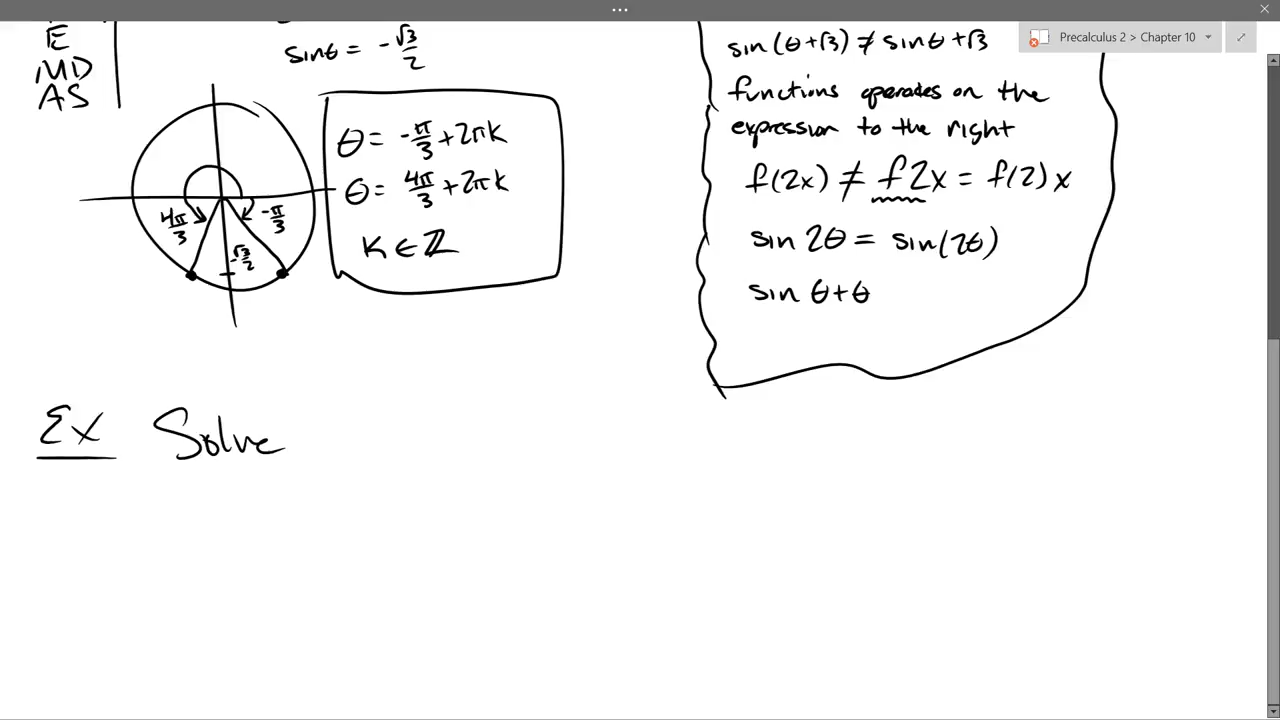 E
MD
AS
sinθ = -√3/2
4π/3
-π/3
-√3/2
θ = -π/3 + 2πk
θ = 4π/3 + 2πk
k ∈ ℤ
sin(θ+√3) ≠ sinθ + √3
functions operates on the
expression to the right
f(2x) ≠ f2x = f(2)x
sin 2θ = sin(2θ)
sin θ+θ
Precalculus 2 > Chapter 10
Ex Solve